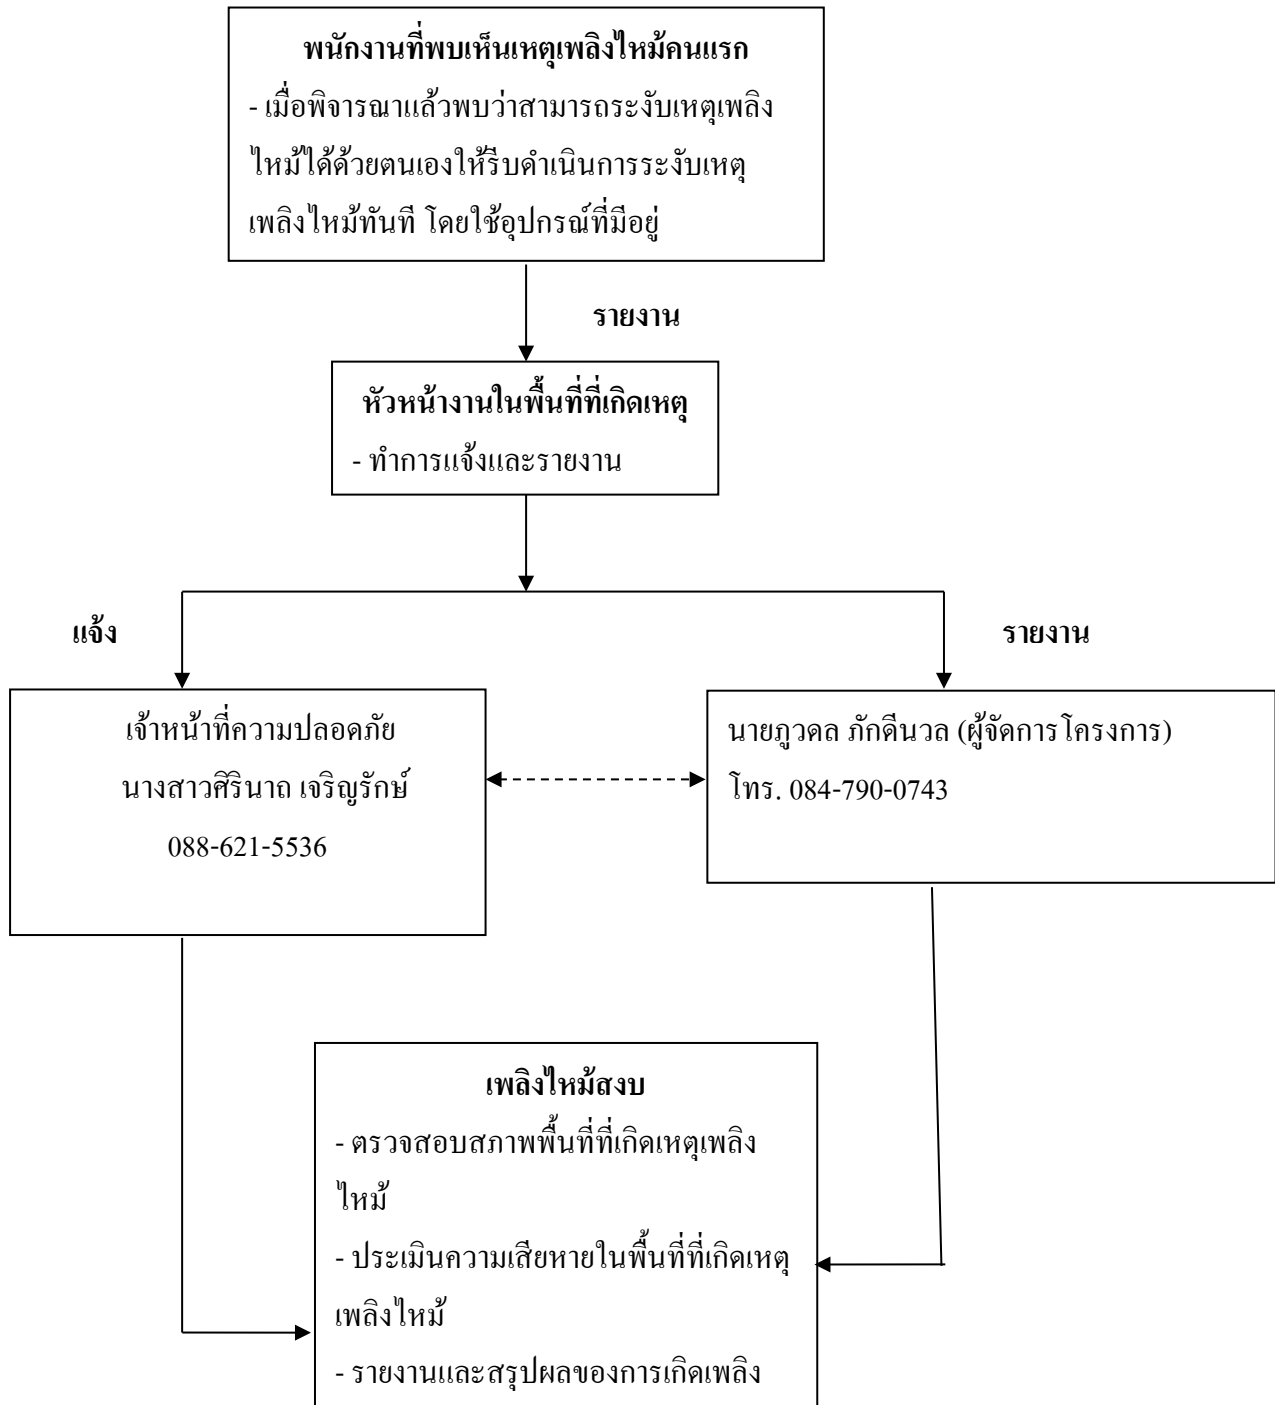 พนักงานที่พบเห็นเหตุเพลิงไหม้คนแรก
- เมื่อพิจารณาแล้วพบว่าสามารถระงับเหตุเพลิง
ไหม้ได้ด้วยตนเองให้รีบดำเนินการระงับเหตุ
เพลิงไหม้ทันที โดยใช้อุปกรณ์ที่มีอยู่
รายงาน
หัวหน้างานในพื้นที่ที่เกิดเหตุ
- ทำการแจ้งและรายงาน
แจ้ง
รายงาน
เจ้าหน้าที่ความปลอดภัย
นางสาวศิรินาถ เจริญรักษ์
088-621-5536
นายภูวดล ภักดีนวล (ผู้จัดการโครงการ)
โทร. 084-790-0743
เพลิงไหม้สงบ
- ตรวจสอบสภาพพื้นที่ที่เกิดเหตุเพลิง
ไหม้
- ประเมินความเสียหายในพื้นที่ที่เกิดเหตุ
เพลิงไหม้
- รายงานและสรุปผลของการเกิดเพลิง